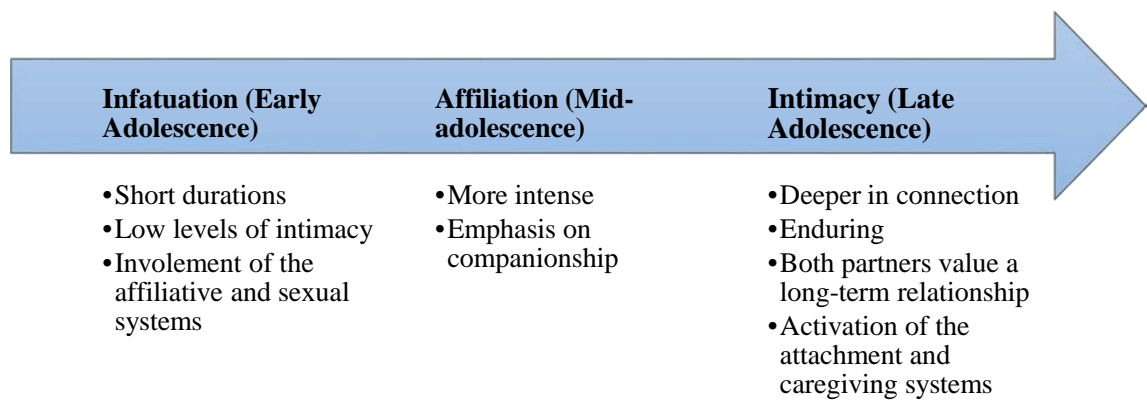 Infatuation (Early
Adolescence)
•Short durations
•Low levels of intimacy
•Involement of the
affiliative and sexual
systems
Affiliation (Mid-
adolescence)
•More intense
•Emphasis on
companionship
Intimacy (Late
Adolescence)
•Deeper in connection
•Enduring
•Both partners value a
long-term relationship
•Activation of the
attachment and
caregiving systems